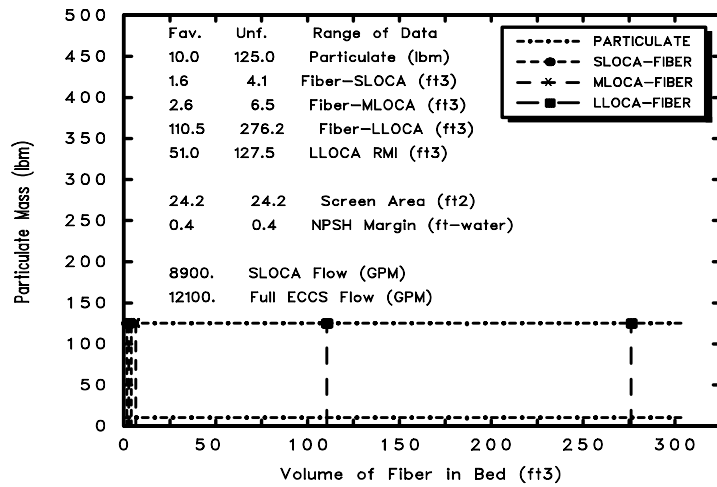 500
450
400
350
300
250
200
150
100
50
0
Particulate Mass (lbm)
Fav. Unf. Range of Data
10.0 125.0 Particulate (lbm)
1.6 4.1 Fiber-SLOCA (ft3)
2.6 6.5 Fiber-MLOCA (ft3)
110.5 276.2 Fiber-LLOCA (ft3)
51.0 127.5 LLOCA RMI (ft3)
24.2 24.2 Screen Area (ft2)
0.4 0.4 NPSH Margin (ft-water)
8900. SLOCA Flow (GPM)
12100. Full ECCS Flow (GPM)
PARTICULATE
SLOCA-FIBER
MLOCA-FIBER
LLOCA-FIBER
0 50 100 150 200 250 300
Volume of Fiber in Bed (ft3)